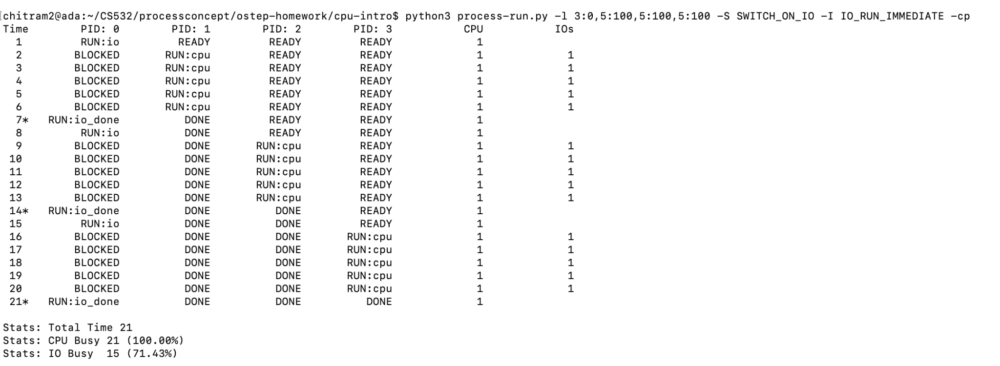 chitram2@ada:~/CS532/processconcept/ostep-homework/cpu-intro$ python3 process-run.py -l 3:0,5:100,5:100,5:100 -S SWITCH_ON_IO -I IO_RUN_IMMEDIATE -cp
Time PID: 0 PID: 1 PID: 2 PID: 3 CPU IOs
1 RUN:io READY READY READY 1
2 BLOCKED RUN:cpu READY READY 1 1
3 BLOCKED RUN:cpu READY READY 1 1
4 BLOCKED RUN:cpu READY READY 1 1
5 BLOCKED RUN:cpu READY READY 1 1
6 BLOCKED RUN:cpu READY READY 1 1
7* RUN:io_done DONE READY READY 1
8 RUN:io DONE READY READY 1
9 BLOCKED DONE RUN:cpu READY 1 1
10 BLOCKED DONE RUN:cpu READY 1 1
11 BLOCKED DONE RUN:cpu READY 1 1
12 BLOCKED DONE RUN:cpu READY 1 1
13 BLOCKED DONE RUN:cpu READY 1 1
14* RUN:io_done DONE DONE READY 1
15 RUN:io DONE DONE READY 1
16 BLOCKED DONE DONE RUN:cpu 1 1
17 BLOCKED DONE DONE RUN:cpu 1 1
18 BLOCKED DONE DONE RUN:cpu 1 1
19 BLOCKED DONE DONE RUN:cpu 1 1
20 BLOCKED DONE DONE RUN:cpu 1 1
21* RUN:io_done DONE DONE DONE 1
Stats: Total Time 21
Stats: CPU Busy 21 (100.00%)
Stats: IO Busy 15 (71.43%)